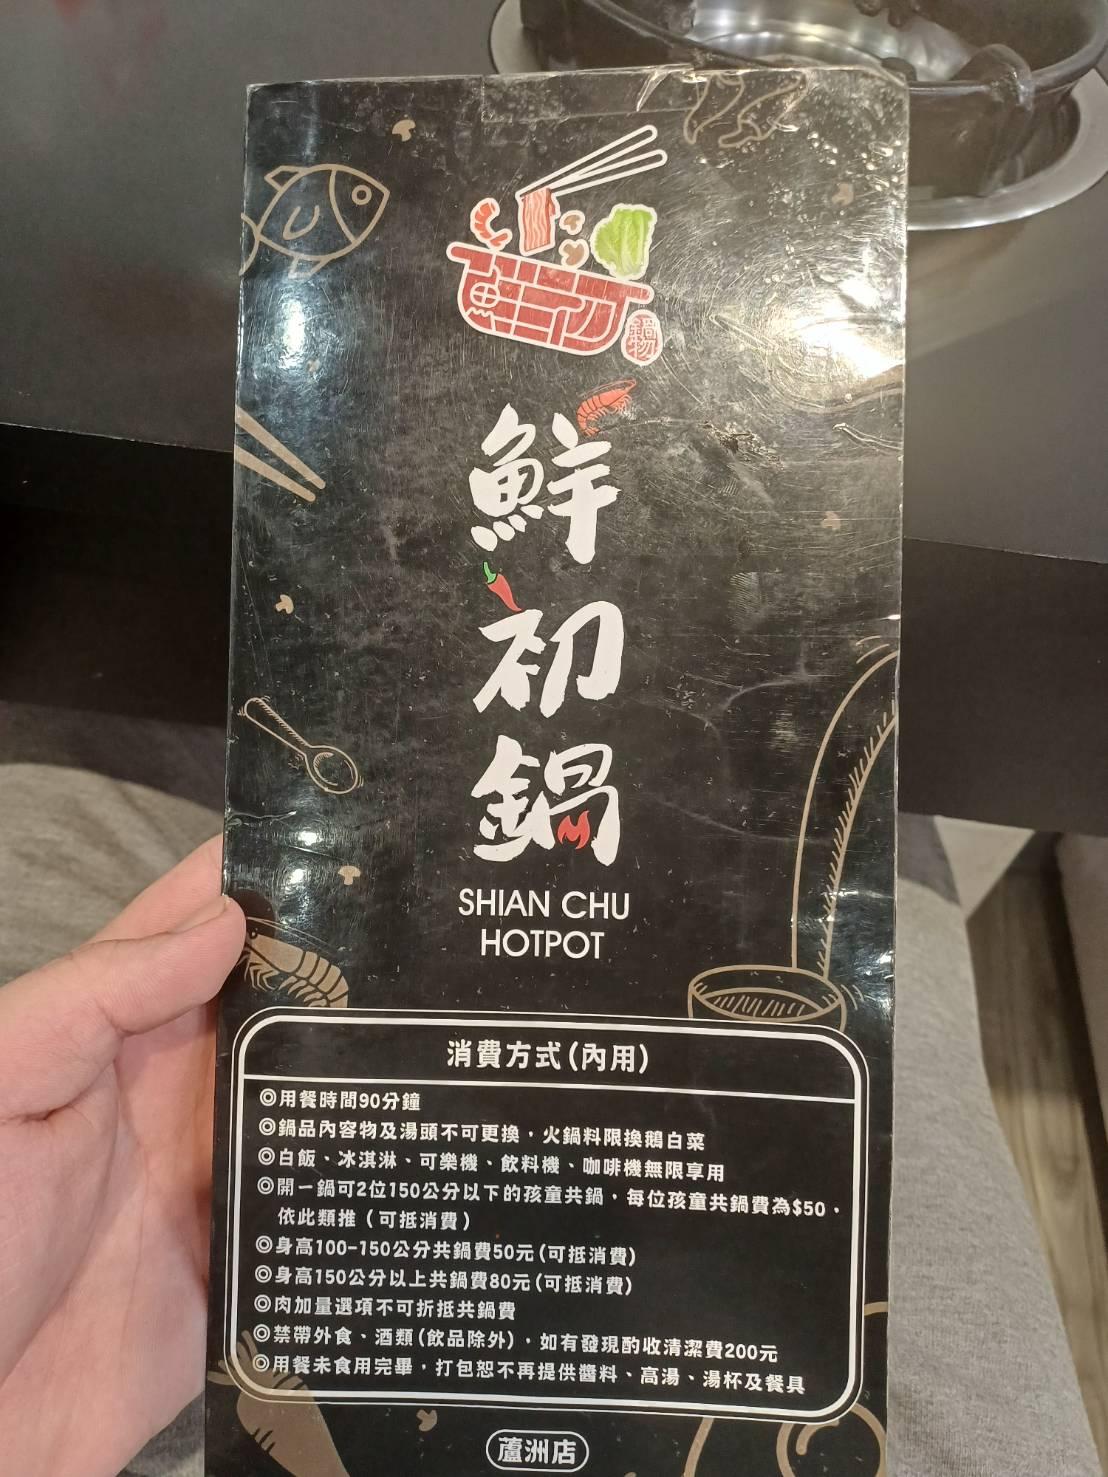 鍋物
鮮初鍋
SHIAN CHU
HOTPOT
消費方式(內用)
◎用餐時間90分鐘
◎鍋品內容物及湯頭不可更換，火鍋料限換鵝白菜
◎白飯、冰淇淋、可樂機、飲料機、咖啡機無限享用
◎開一鍋可2位150公分以下的孩童共鍋，每位孩童共鍋費為$50，
依此類推（可抵消費）
◎身高100-150公分共鍋費50元(可抵消費)
◎身高150公分以上共鍋費80元(可抵消費)
◎肉加量選項不可折抵共鍋費
◎禁帶外食、酒類(飲品除外)，如有發現酌收清潔費200元
◎用餐未食用完畢，打包恕不再提供醬料、高湯、湯杯及餐具
蘆洲店